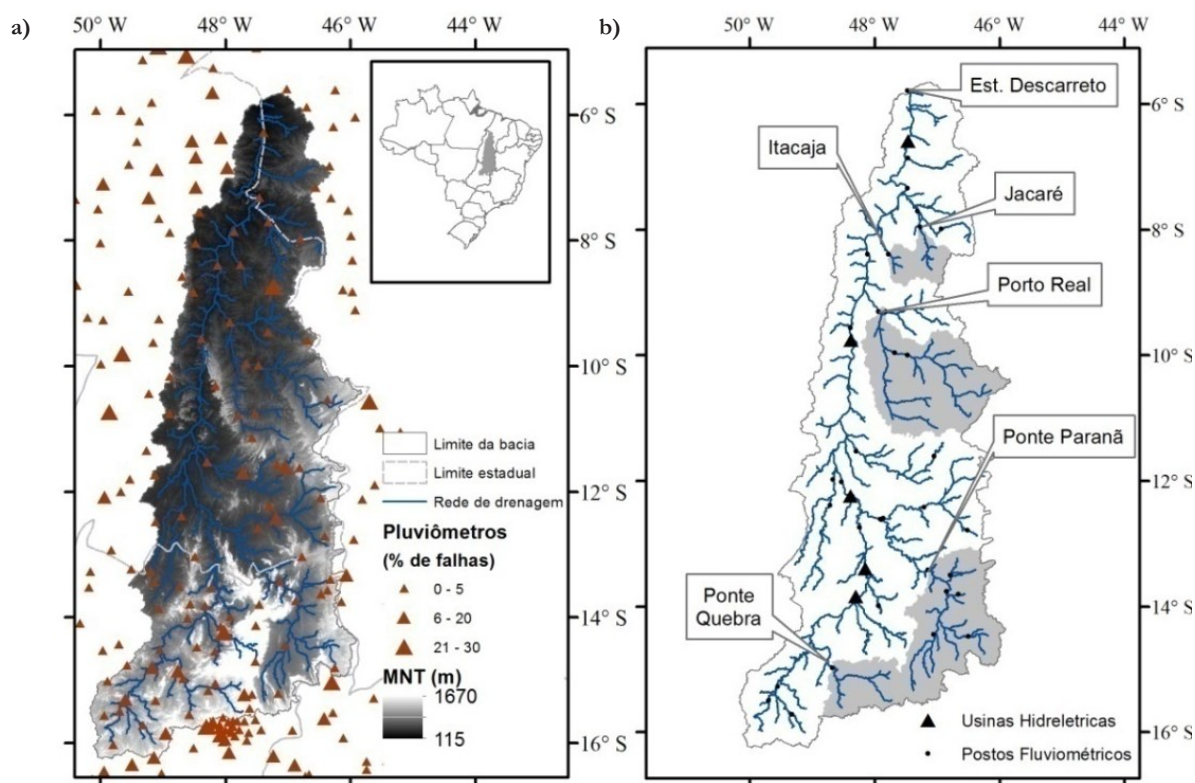 a)
50° W
48° W
46° W
44° W
Limite da bacia
Limite estadual
Rede de drenagem
Pluviômetros
(% de falhas)
0 - 5
6 - 20
21 - 30
MNT (m)
1670
115
6° S
8° S
10° S
12° S
14° S
16° S
b)
50° W
48° W
46° W
44° W
Est. Descarreto
Itacaja
Jacaré
Porto Real
Ponte Paranã
Ponte
Quebra
Usinas Hidreletricas
Postos Fluviométricos
6° S
8° S
10° S
12° S
14° S
16° S